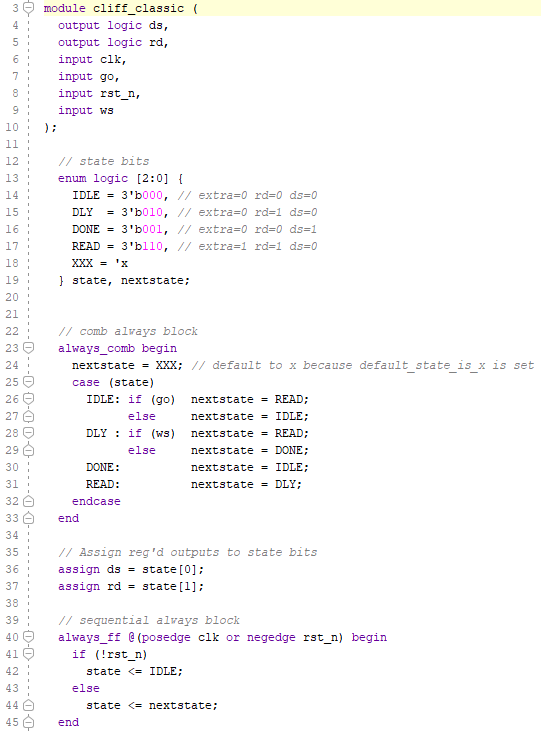 3 module cliff_classic (
4   output logic ds,
5   output logic rd,
6   input clk,
7   input go,
8   input rst_n,
9   input ws
10 );
11
12   // state bits
13   enum logic [2:0] {
14     IDLE = 3'b000, // extra=0 rd=0 ds=0
15     DLY  = 3'b010, // extra=0 rd=1 ds=0
16     DONE = 3'b001, // extra=0 rd=0 ds=1
17     READ = 3'b110, // extra=1 rd=1 ds=0
18     XXX = 'x
19   } state, nextstate;
20
21
22   // comb always block
23   always_comb begin
24     nextstate = XXX; // default to x because default_state_is_x is set
25     case (state)
26       IDLE: if (go)  nextstate = READ;
27             else     nextstate = IDLE;
28       DLY : if (ws)  nextstate = READ;
29             else     nextstate = DONE;
30       DONE:          nextstate = IDLE;
31       READ:          nextstate = DLY;
32     endcase
33   end
34
35   // Assign reg'd outputs to state bits
36   assign ds = state[0];
37   assign rd = state[1];
38
39   // sequential always block
40   always_ff @(posedge clk or negedge rst_n) begin
41     if (!rst_n)
42       state <= IDLE;
43     else
44       state <= nextstate;
45   end